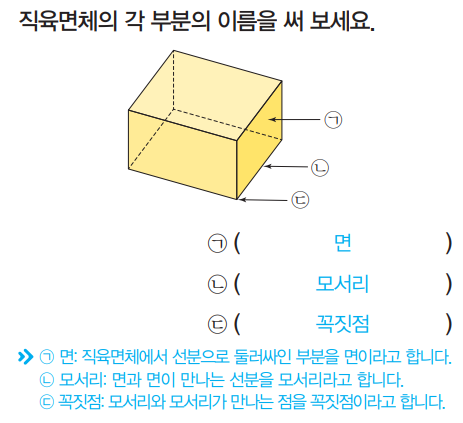 직육면체의 각 부분의 이름을 써 보세요.
㉠
㉡
㉢
㉠ ( 면 )
㉡ ( 모서리 )
㉢ ( 꼭짓점 )
≫ ㉠ 면: 직육면체에서 선분으로 둘러싸인 부분을 면이라고 합니다.
㉡ 모서리: 면과 면이 만나는 선분을 모서리라고 합니다.
㉢ 꼭짓점: 모서리와 모서리가 만나는 점을 꼭짓점이라고 합니다.